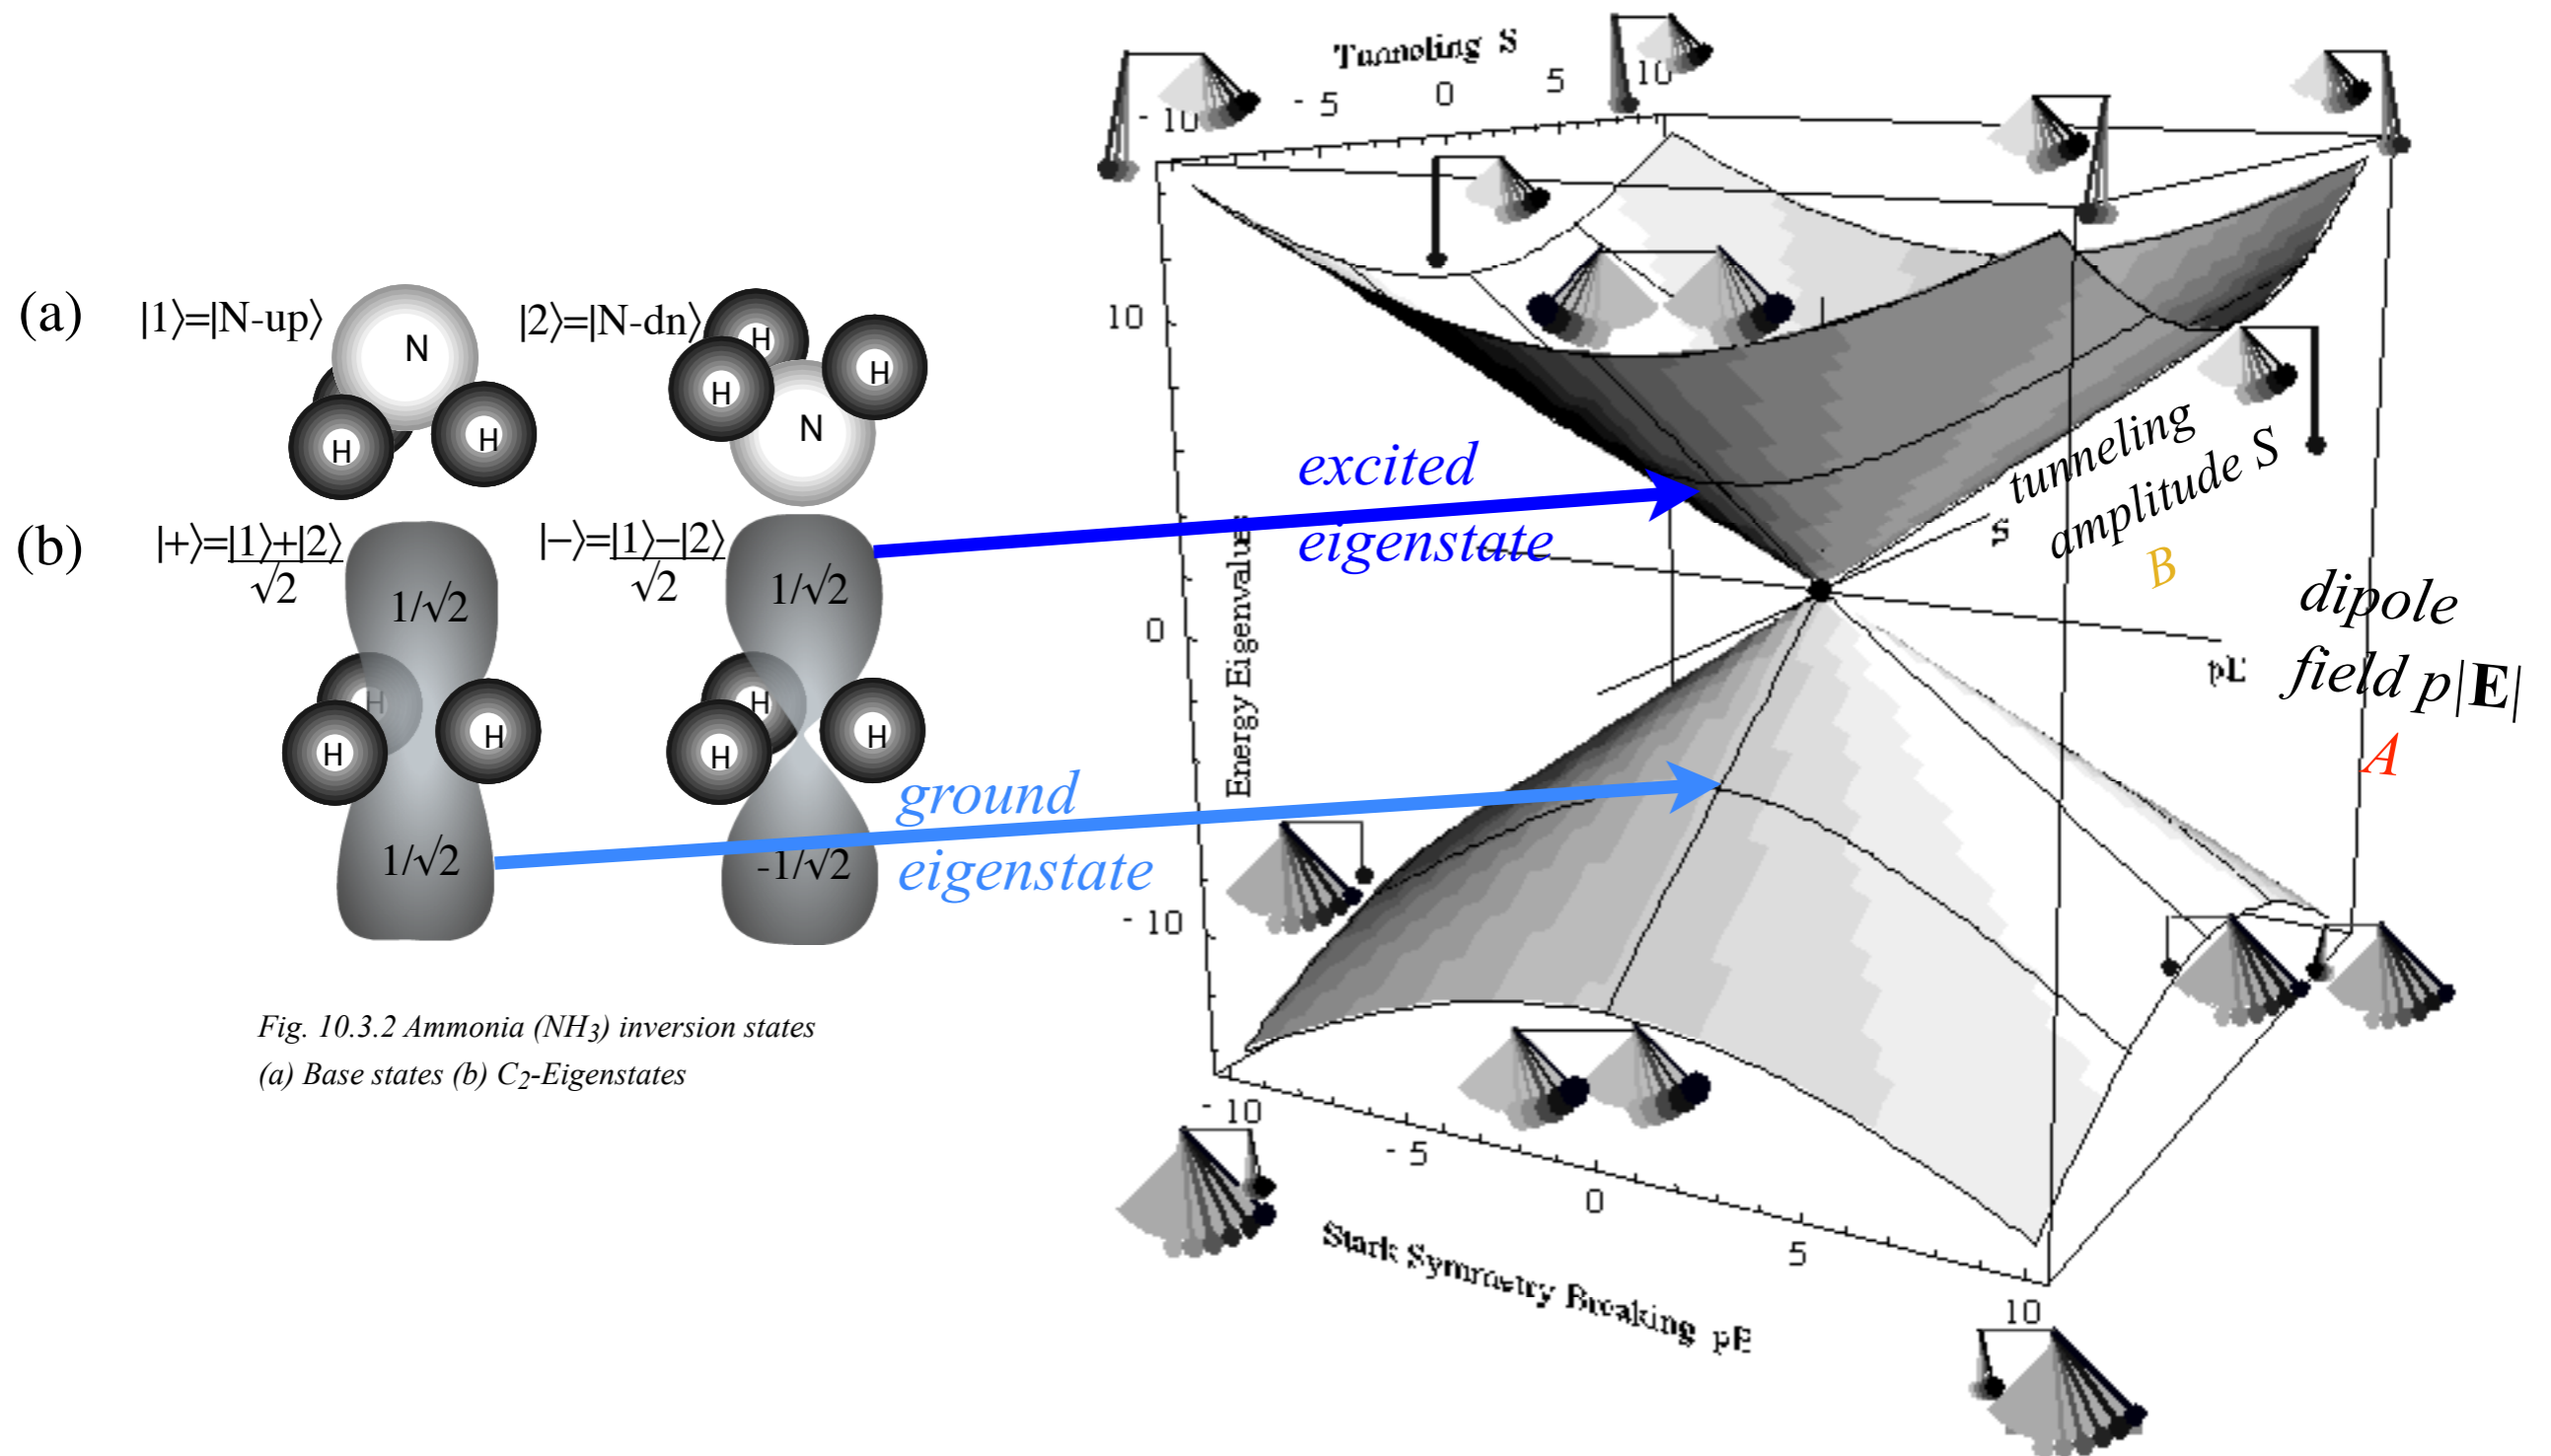 (a)
|1⟩=|N-up⟩
N
H
H
|2⟩=|N-dn⟩
H
H
H
N
(b)
|+⟩=|1⟩+|2⟩
√2
1/√2
H
H
H
1/√2
|−⟩=|1⟩−|2⟩
√2
1/√2
H
H
H
-1/√2
excited
eigenstate
ground
eigenstate
Fig. 10.3.2 Ammonia (NH3) inversion states
(a) Base states (b) C2-Eigenstates
Tunneling S
- 10
- 5
0
5
10
10
0
- 10
Energy Eigenvalues
tunneling
amplitude S
S
B
dipole
field p|E|
pE
A
- 10
- 5
0
5
10
Stark Symmetry Breaking pE